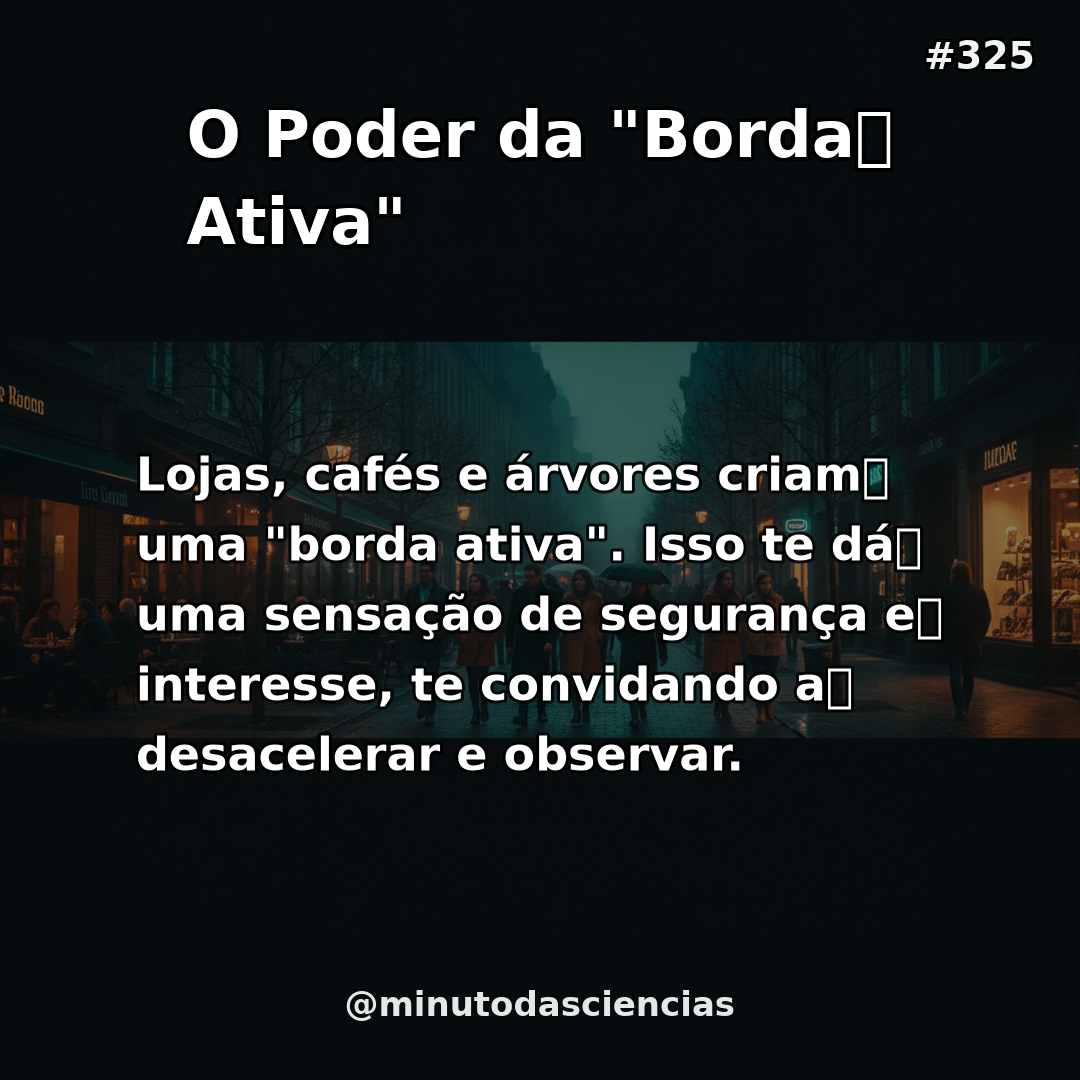 #325
O Poder da "Borda
Ativa"
Lojas, cafés e árvores criam
uma "borda ativa". Isso te dá
uma sensação de segurança e
interesse, te convidando a
desacelerar e observar.
@minutodasciencias